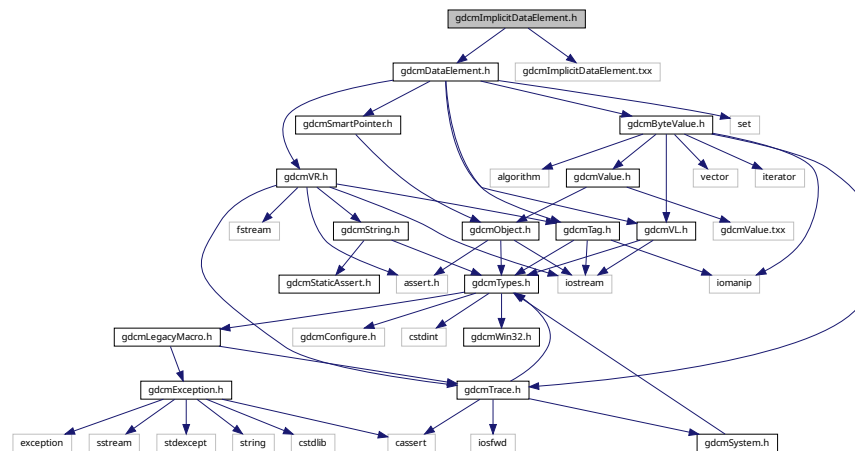 gdcmImplicitDataElement.h
gdcmDataElement.h
gdcmImplicitDataElement.txx
gdcmSmartPointer.h
gdcmByteValue.h
set
gdcmVR.h
algorithm
gdcmValue.h
vector
iterator
fstream
gdcmString.h
gdcmObject.h
gdcmTag.h
gdcmVL.h
gdcmValue.txx
gdcmStaticAssert.h
assert.h
gdcmTypes.h
iostream
iomanip
gdcmLegacyMacro.h
gdcmConfigure.h
cstdint
gdcmWin32.h
gdcmException.h
gdcmTrace.h
exception
sstream
stdexcept
string
cstdlib
cassert
iosfwd
gdcmSystem.h